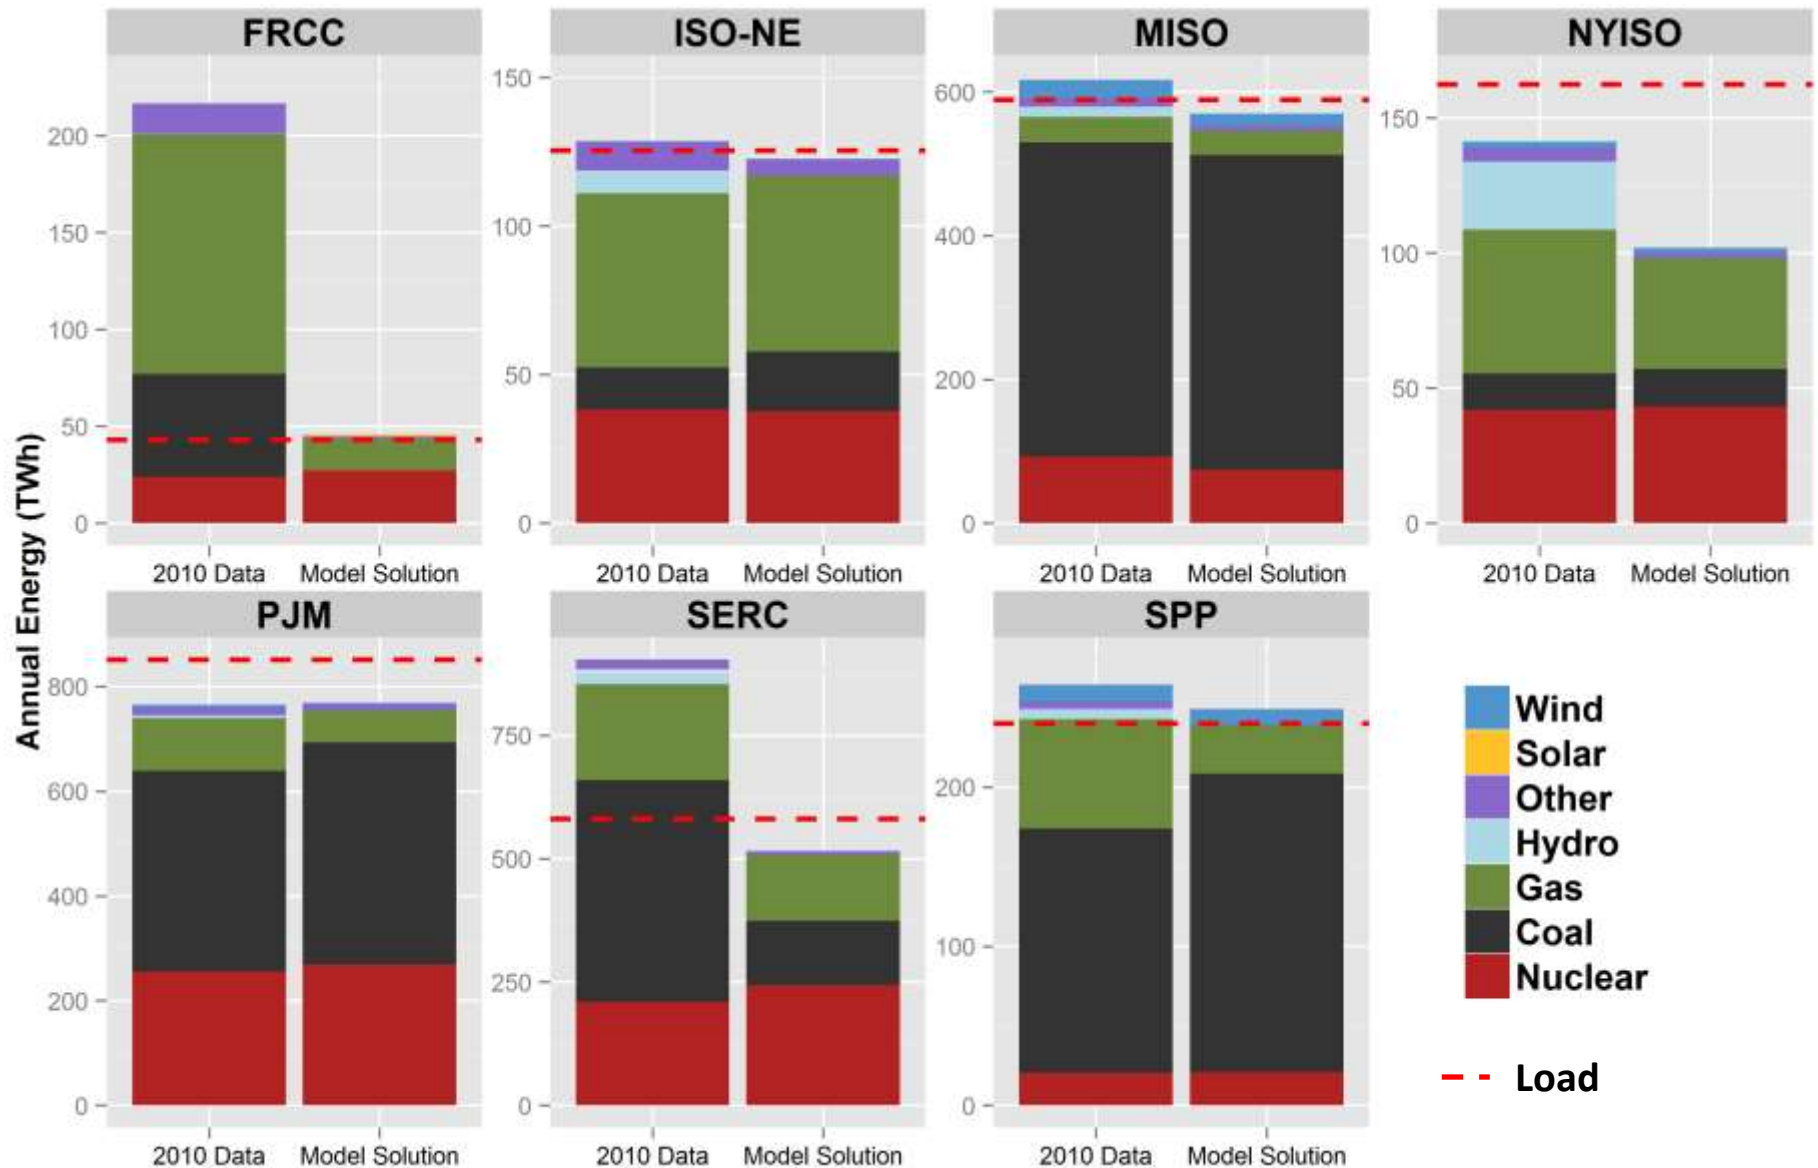 Annual Energy (TWh)
FRCC
200
150
100
50
0
2010 Data
Model Solution
ISO-NE
150
100
50
0
2010 Data
Model Solution
MISO
600
400
200
0
2010 Data
Model Solution
NYISO
150
100
50
0
2010 Data
Model Solution
PJM
800
600
400
200
0
2010 Data
Model Solution
SERC
750
500
250
0
2010 Data
Model Solution
SPP
200
100
0
2010 Data
Model Solution
Wind
Solar
Other
Hydro
Gas
Coal
Nuclear
Load